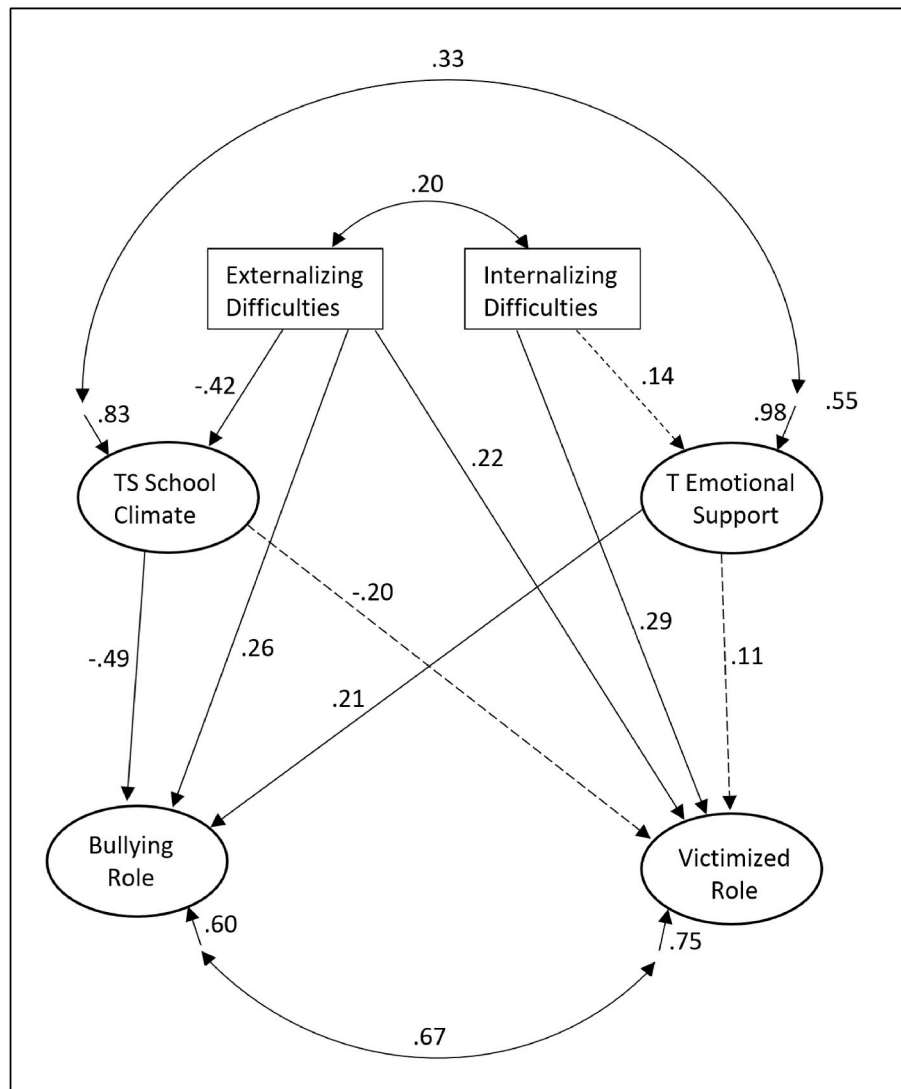 .33
.20
Externalizing
Difficulties
Internalizing
Difficulties
-.42
.14
.83
.98
.55
.22
TS School
Climate
T Emotional
Support
-.20
-.49
.26
.29
.11
.21
Bullying
Role
Victimized
Role
.60
.75
.67